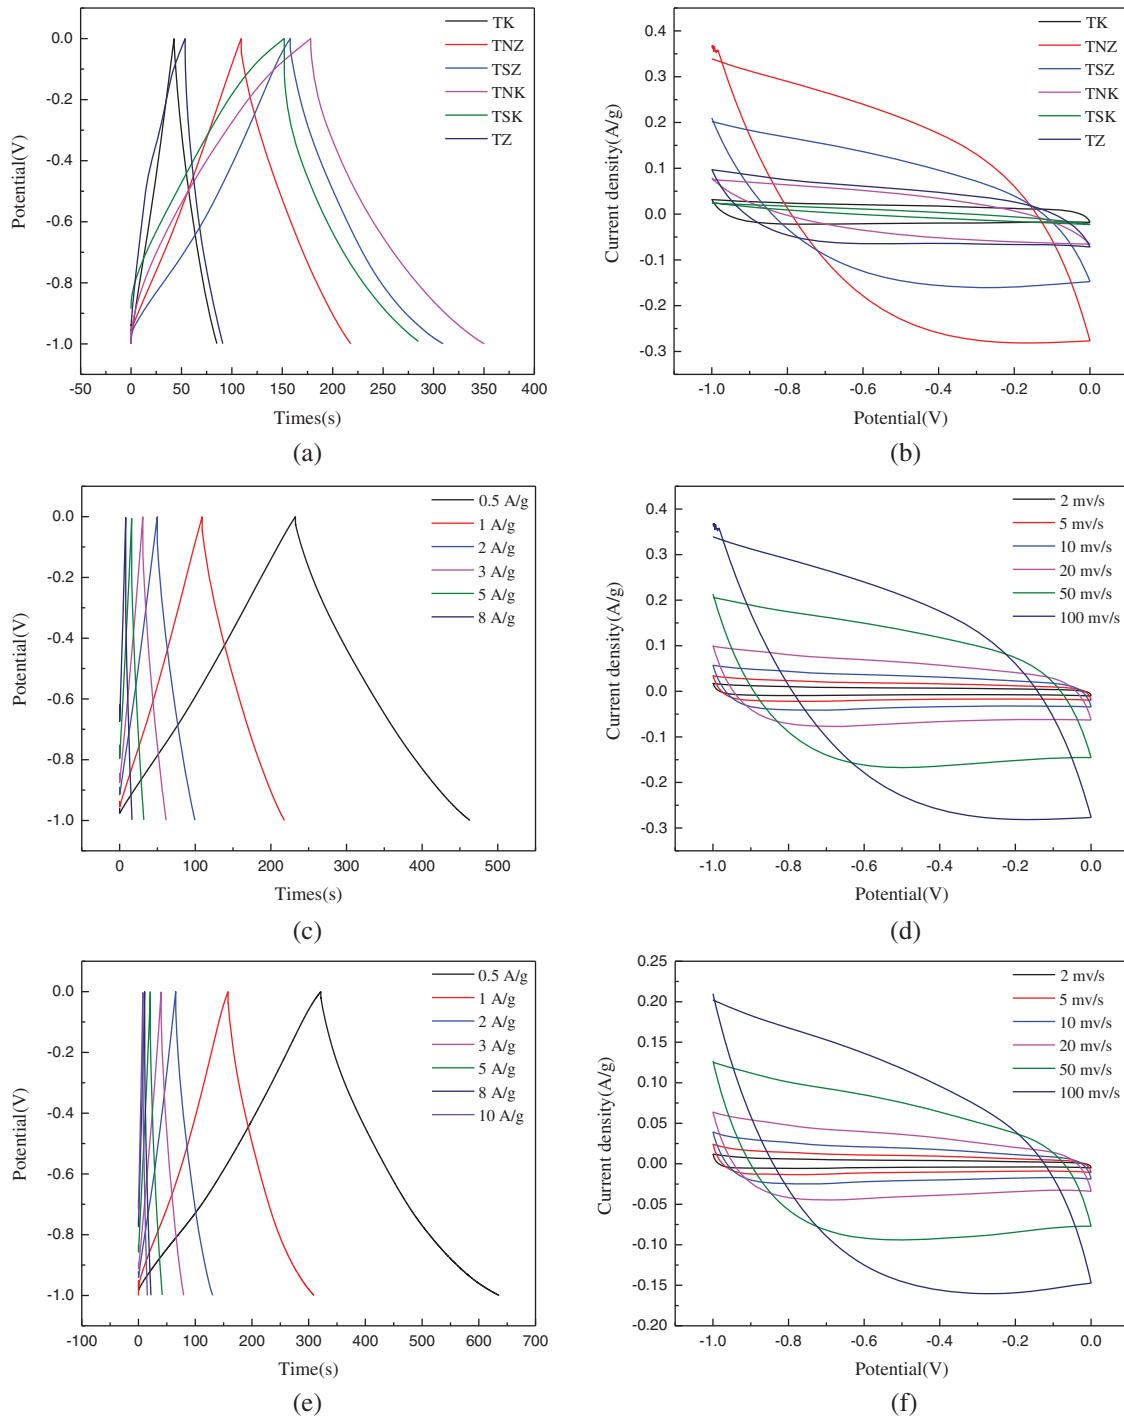 0.0
-0.2
-0.4
-0.6
-0.8
-1.0
Potential(V)
-50 0 50 100 150 200 250 300 350 400
Times(s)
TK
TNZ
TSZ
TNK
TSK
TZ
(a)
0.4
0.3
0.2
0.1
0.0
-0.1
-0.2
-0.3
Current density(A/g)
-1.0 -0.8 -0.6 -0.4 -0.2 0.0
Potential(V)
TK
TNZ
TSZ
TNK
TSK
TZ
(b)
0.0
-0.2
-0.4
-0.6
-0.8
-1.0
Potential(V)
0 100 200 300 400 500
Times(s)
0.5 A/g
1 A/g
2 A/g
3 A/g
5 A/g
8 A/g
(c)
0.4
0.3
0.2
0.1
0.0
-0.1
-0.2
-0.3
Current density(A/g)
-1.0 -0.8 -0.6 -0.4 -0.2 0.0
Potential(V)
2 mv/s
5 mv/s
10 mv/s
20 mv/s
50 mv/s
100 mv/s
(d)
0.0
-0.2
-0.4
-0.6
-0.8
-1.0
Potential(V)
-100 0 100 200 300 400 500 600 700
Time(s)
0.5 A/g
1 A/g
2 A/g
3 A/g
5 A/g
8 A/g
10 A/g
(e)
0.25
0.20
0.15
0.10
0.05
0.00
-0.05
-0.10
-0.15
-0.20
Current density(A/g)
-1.0 -0.8 -0.6 -0.4 -0.2 0.0
Potential(V)
2 mv/s
5 mv/s
10 mv/s
20 mv/s
50 mv/s
100 mv/s
(f)